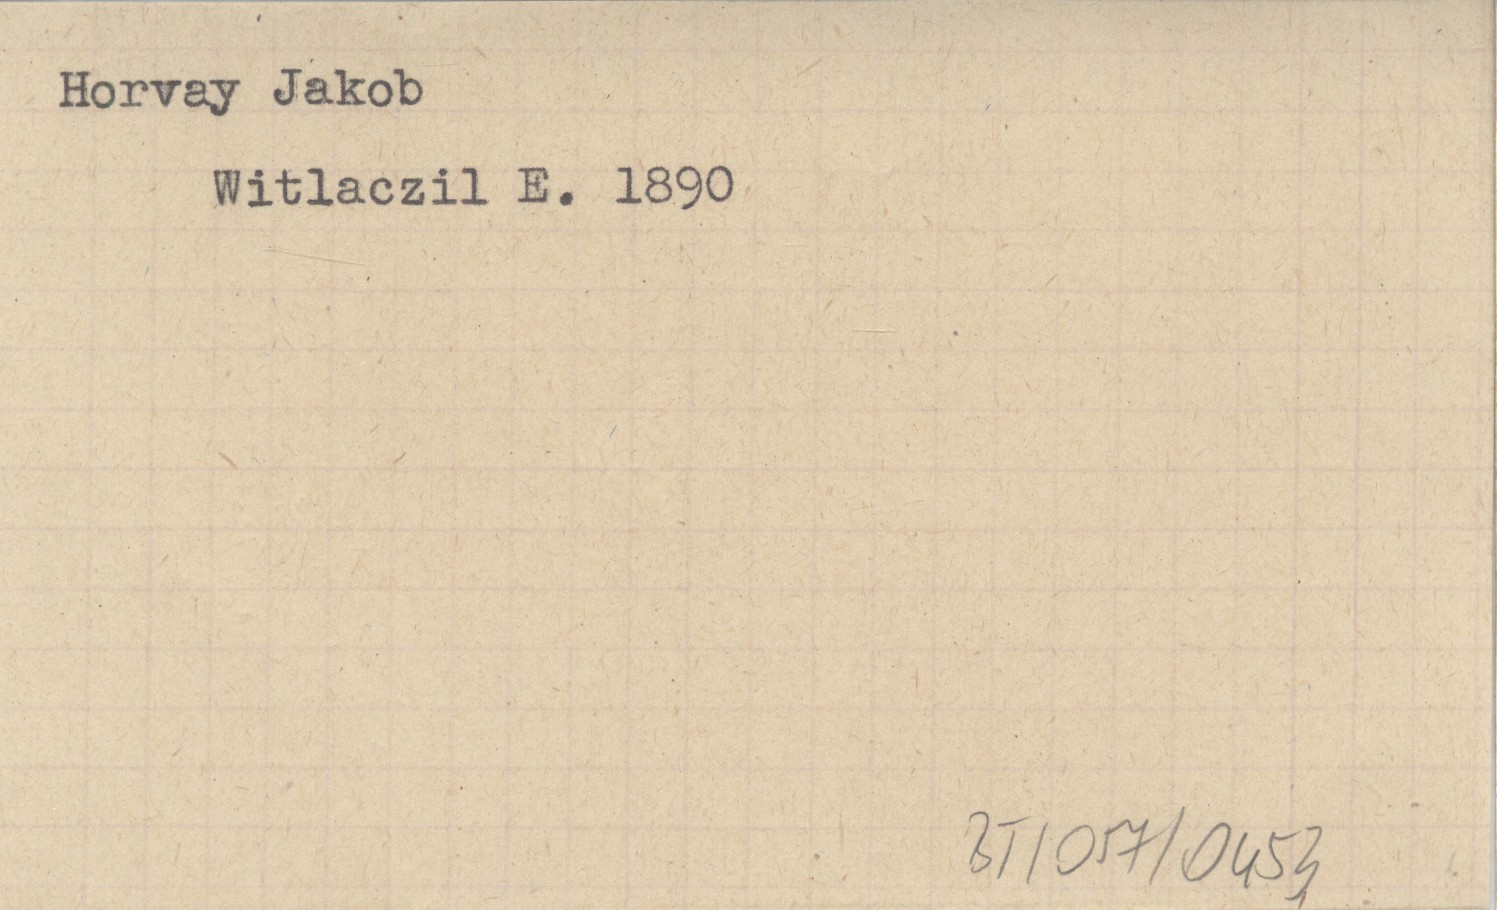 Horvay Jakob
Witlaczil E. 1890
BT/057/0453